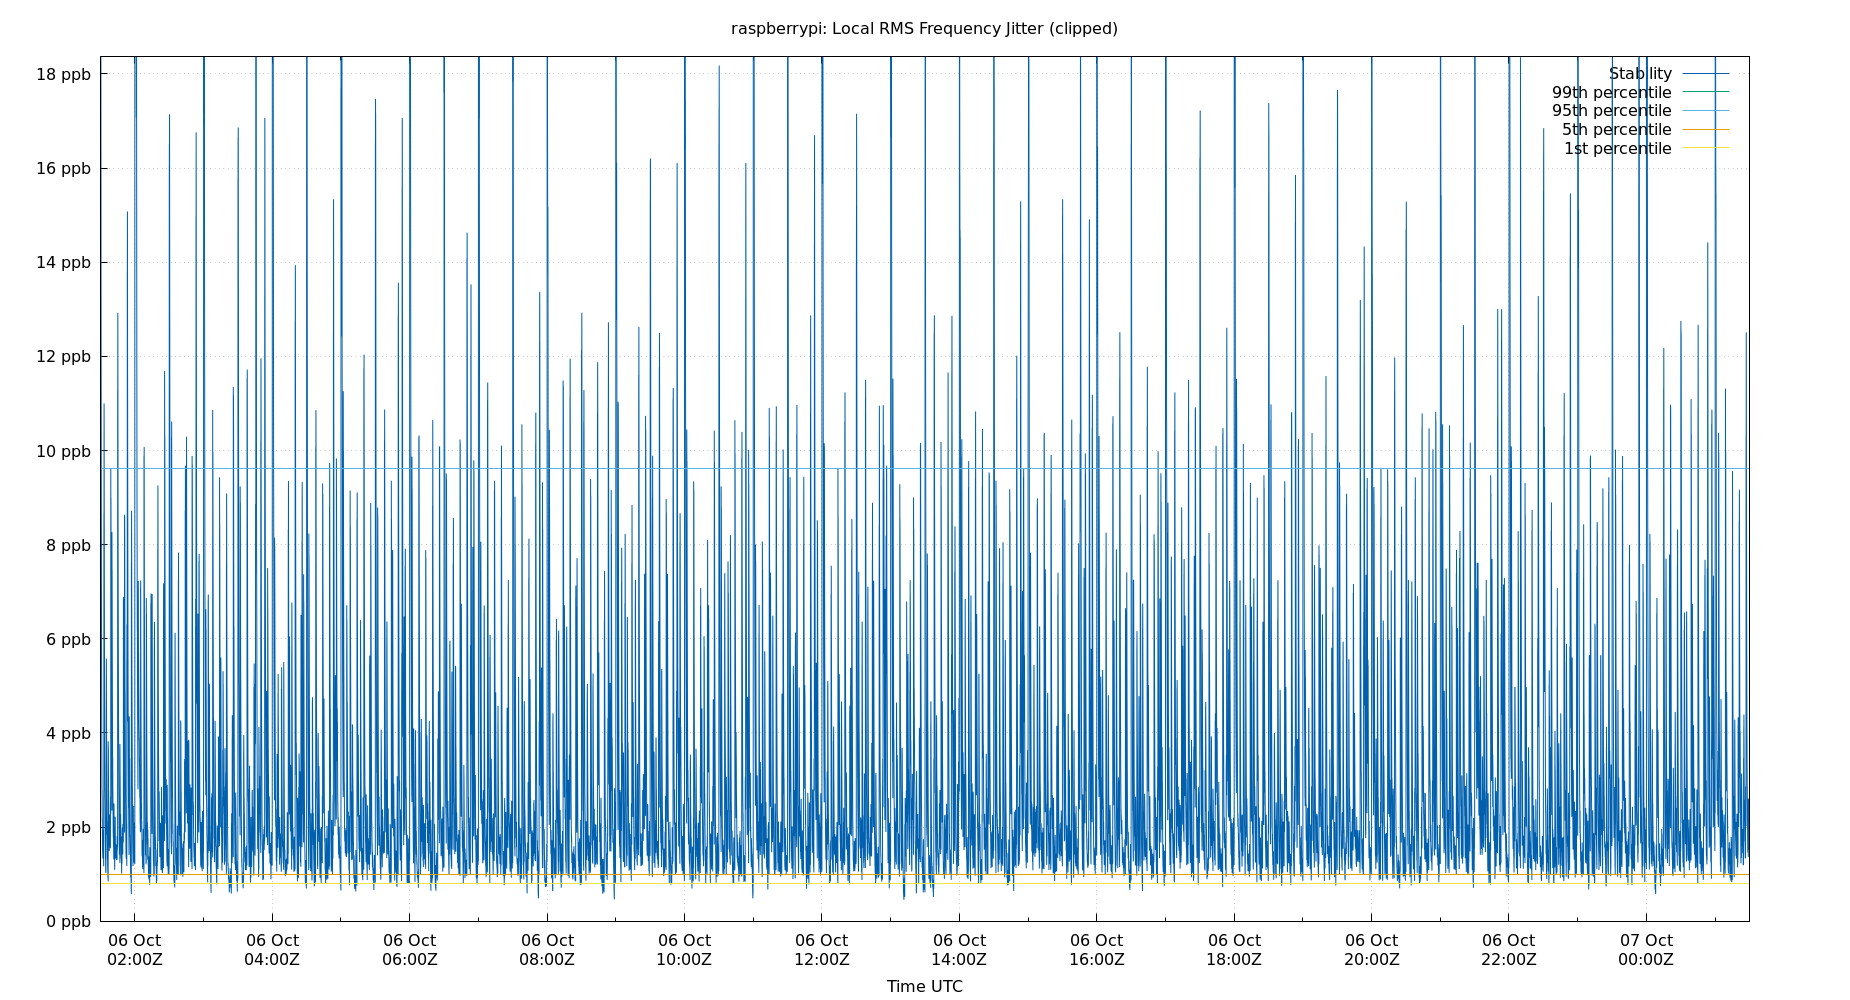 raspberrypi: Local RMS Frequency Jitter (clipped)
18 ppb
16 ppb
14 ppb
12 ppb
10 ppb
8 ppb
6 ppb
4 ppb
2 ppb
0 ppb
Stability
99th percentile
95th percentile
5th percentile
1st percentile
06 Oct 06 Oct 06 Oct 06 Oct 06 Oct 06 Oct 06 Oct 06 Oct 06 Oct 06 Oct 06 Oct 07 Oct
02:00Z 04:00Z 06:00Z 08:00Z 10:00Z 12:00Z 14:00Z 16:00Z 18:00Z 20:00Z 22:00Z 00:00Z
Time UTC